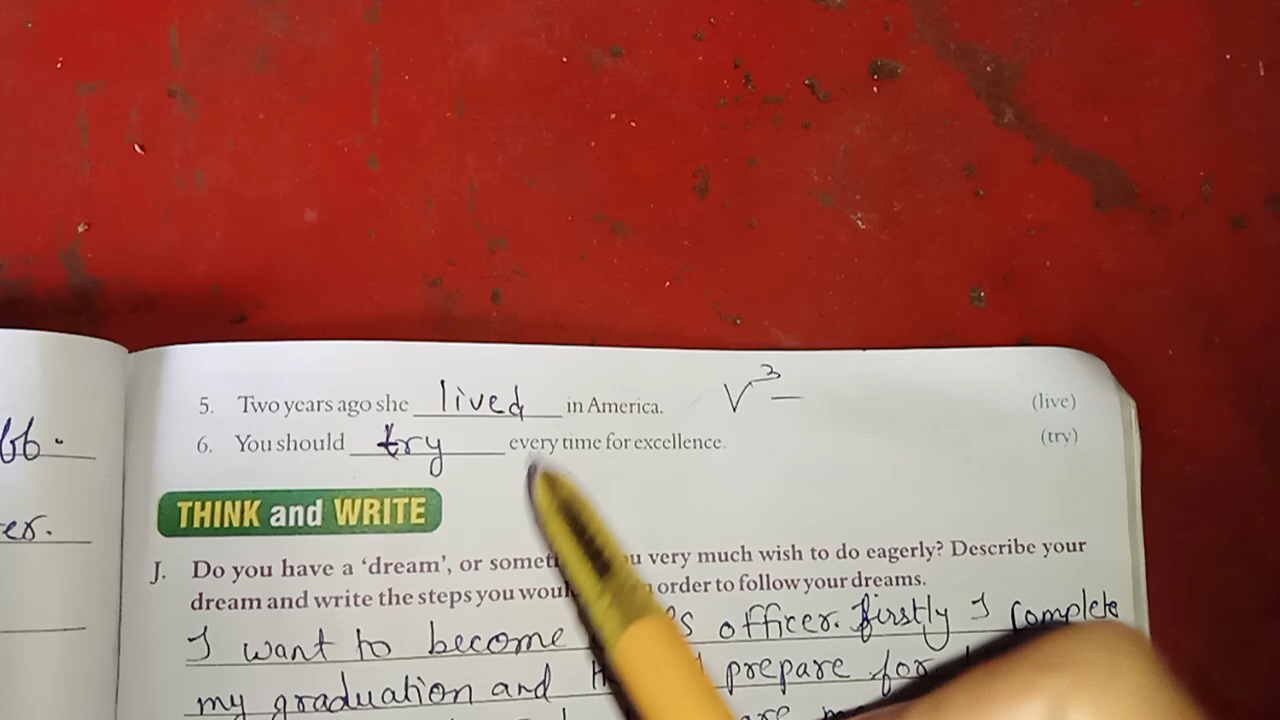 bb.
er.
5. Two years ago she lived in America. V³ (live)
6. You should try every time for excellence. (try)
THINK and WRITE
J. Do you have a 'dream', or very much wish to do eagerly? Describe your
dream and write the steps you order to follow your dreams.
I want to become officer. firstly I complete
my graduation and prepare for